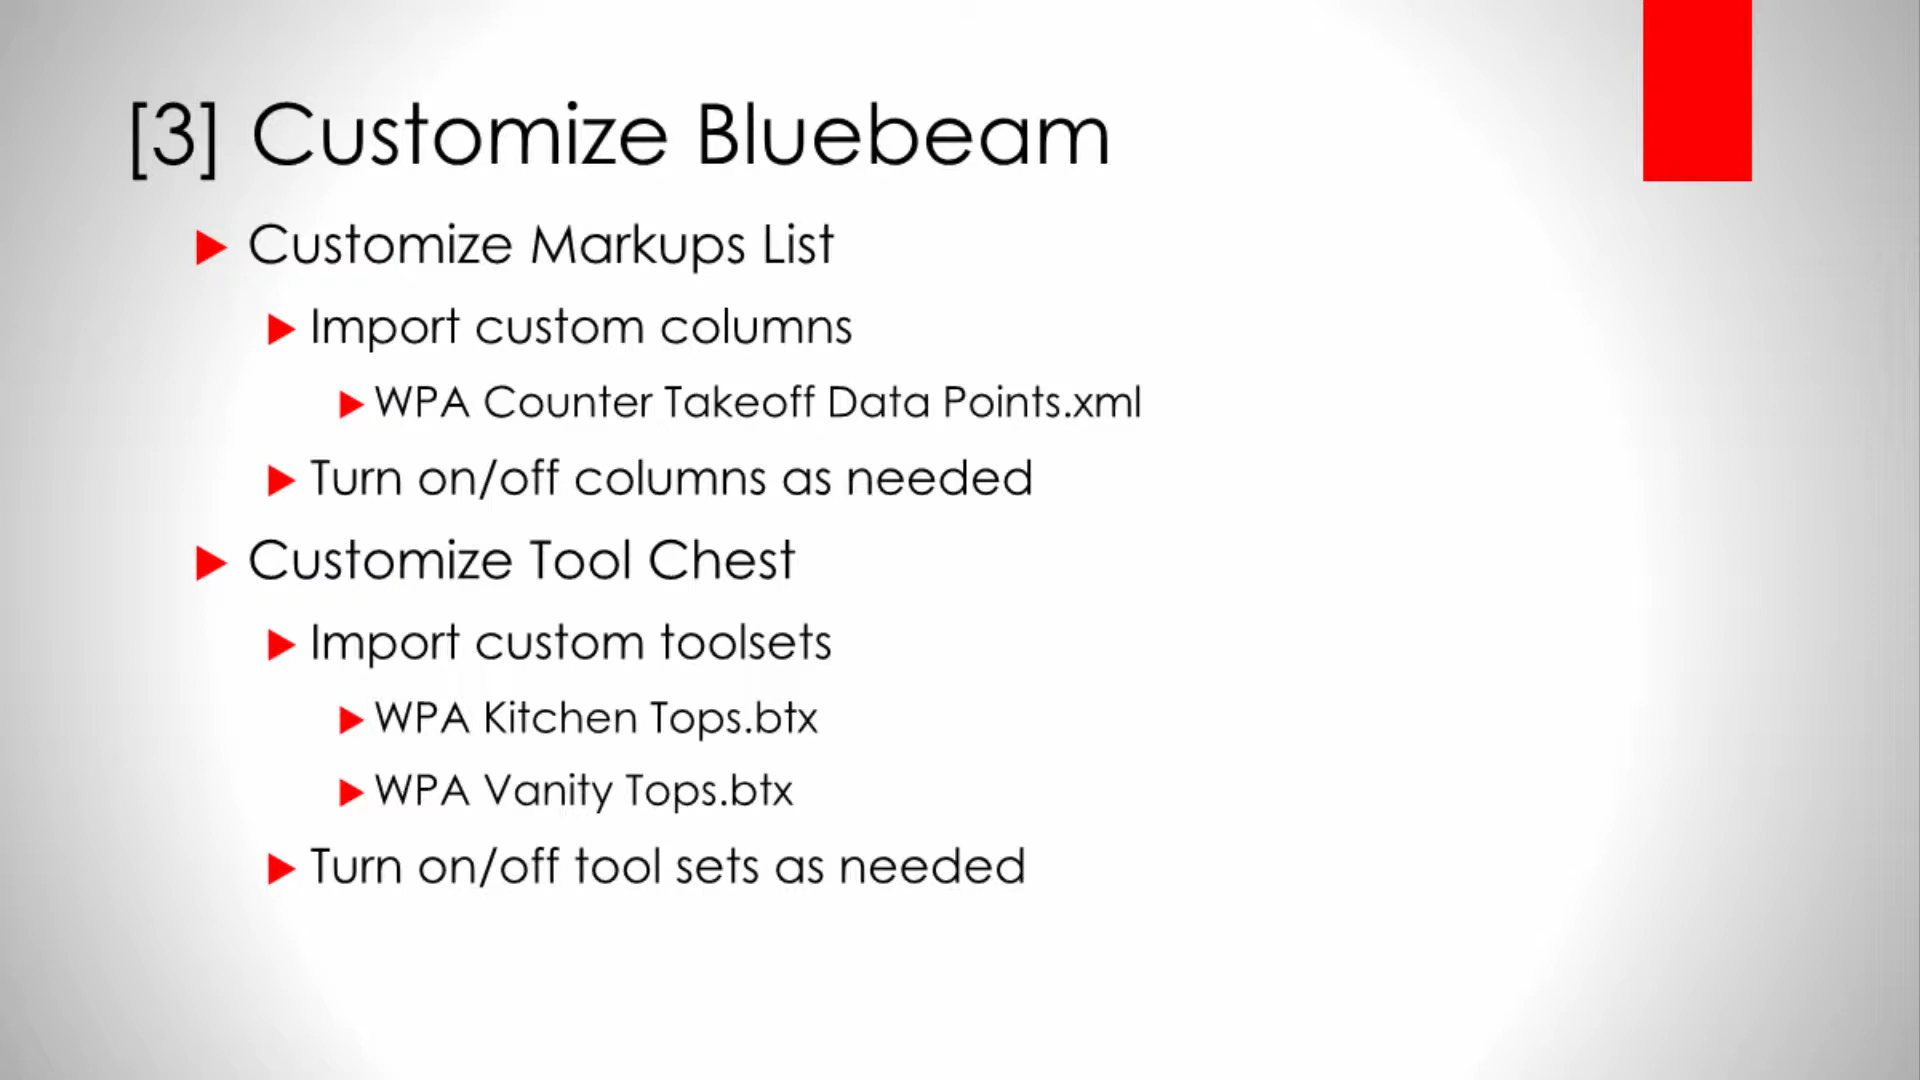 [3] Customize Bluebeam
Customize Markups List
Import custom columns
WPA Counter Takeoff Data Points.xml
Turn on/off columns as needed
Customize Tool Chest
Import custom toolsets
WPA Kitchen Tops.btx
WPA Vanity Tops.btx
Turn on/off tool sets as needed